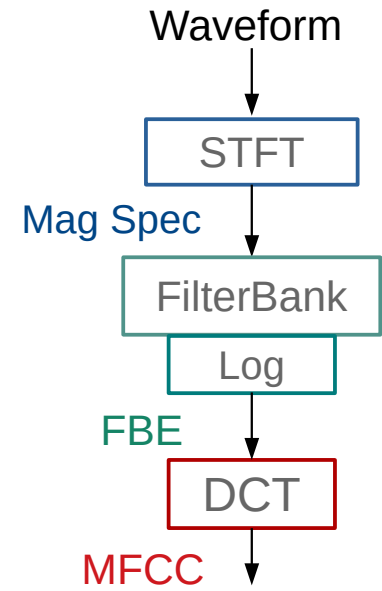 Waveform
STFT
Mag Spec
FilterBank
Log
FBE
DCT
MFCC